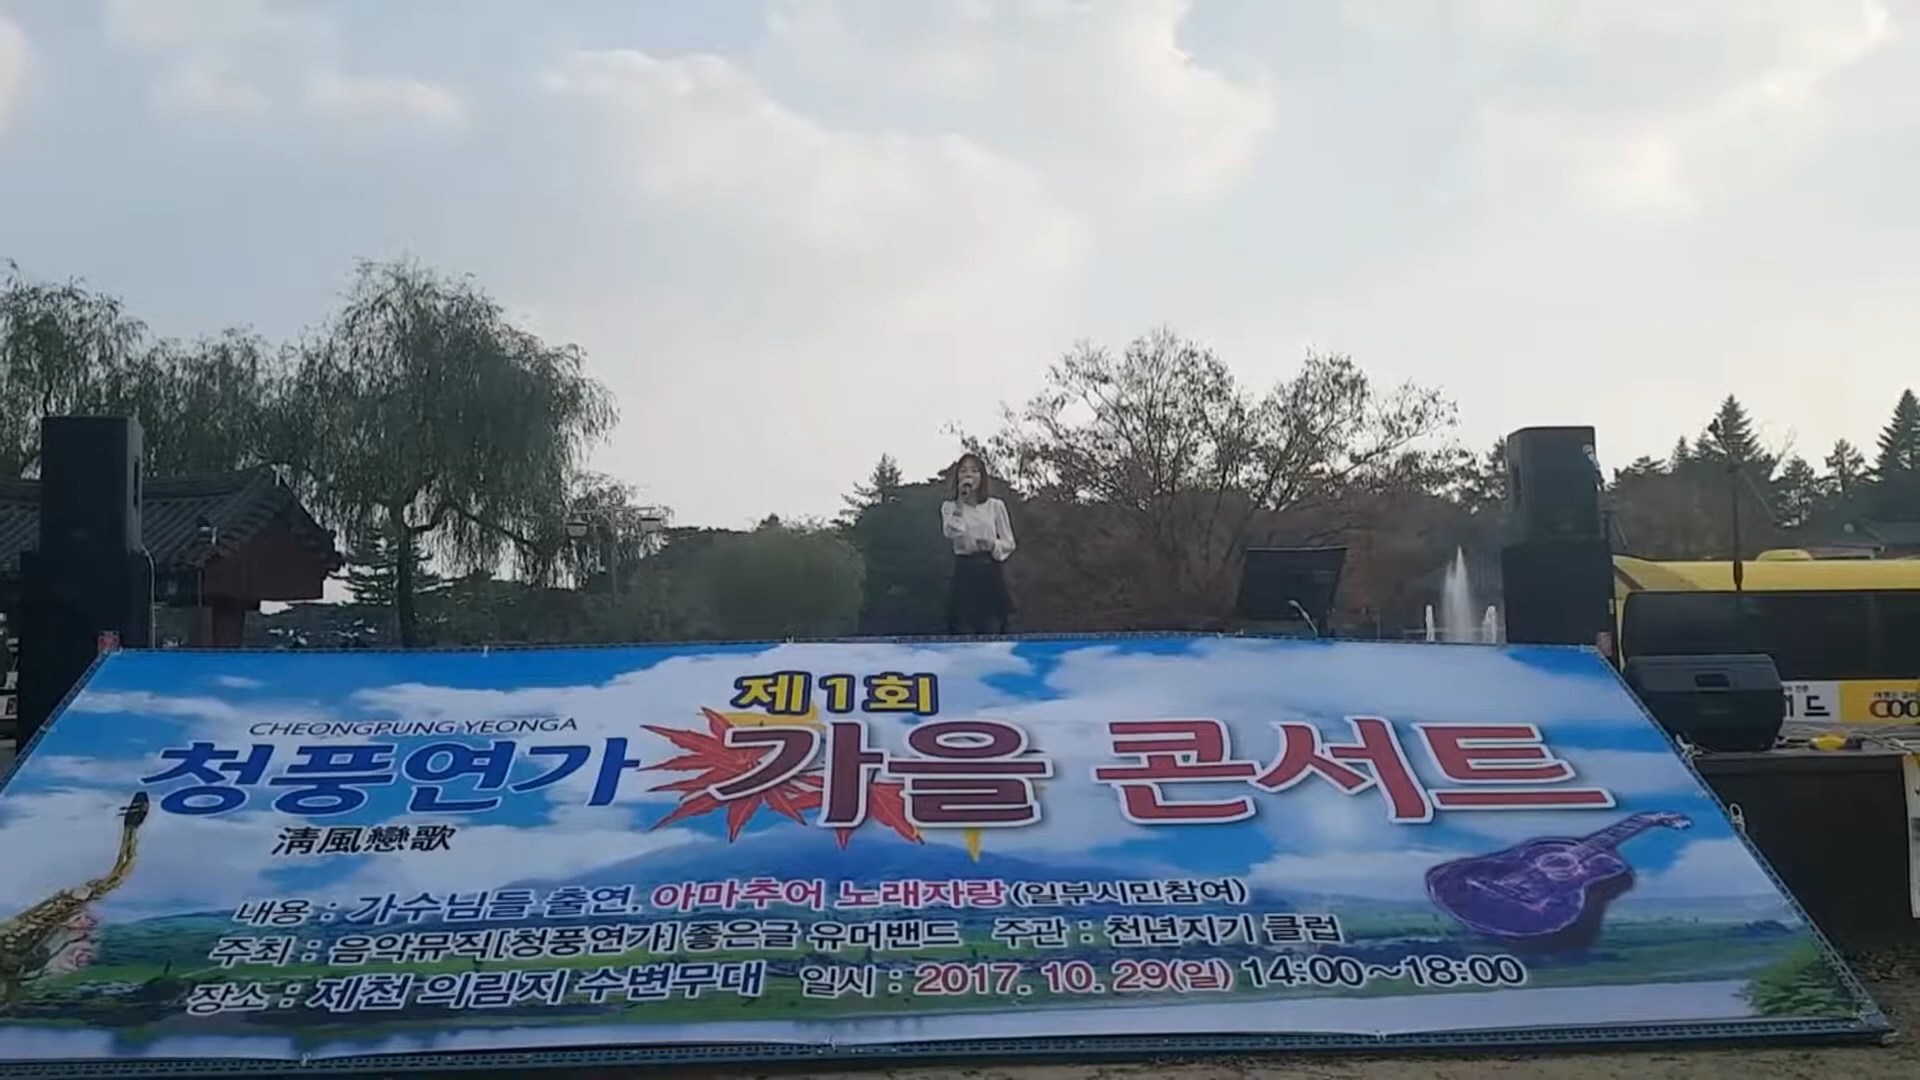 제1회
CHEONGPUNG YEONGA
청풍연가 가을 콘서트
淸風戀歌
내용 : 가수님들 출연. 아마추어 노래자랑(일부시민참여)
주최 : 음악뮤직[청풍연가]좋은글 유머밴드 주관 : 천년지기 클럽
장소 : 제천 의림지 수변무대 일시 : 2017. 10. 29(일) 14:00~18:00